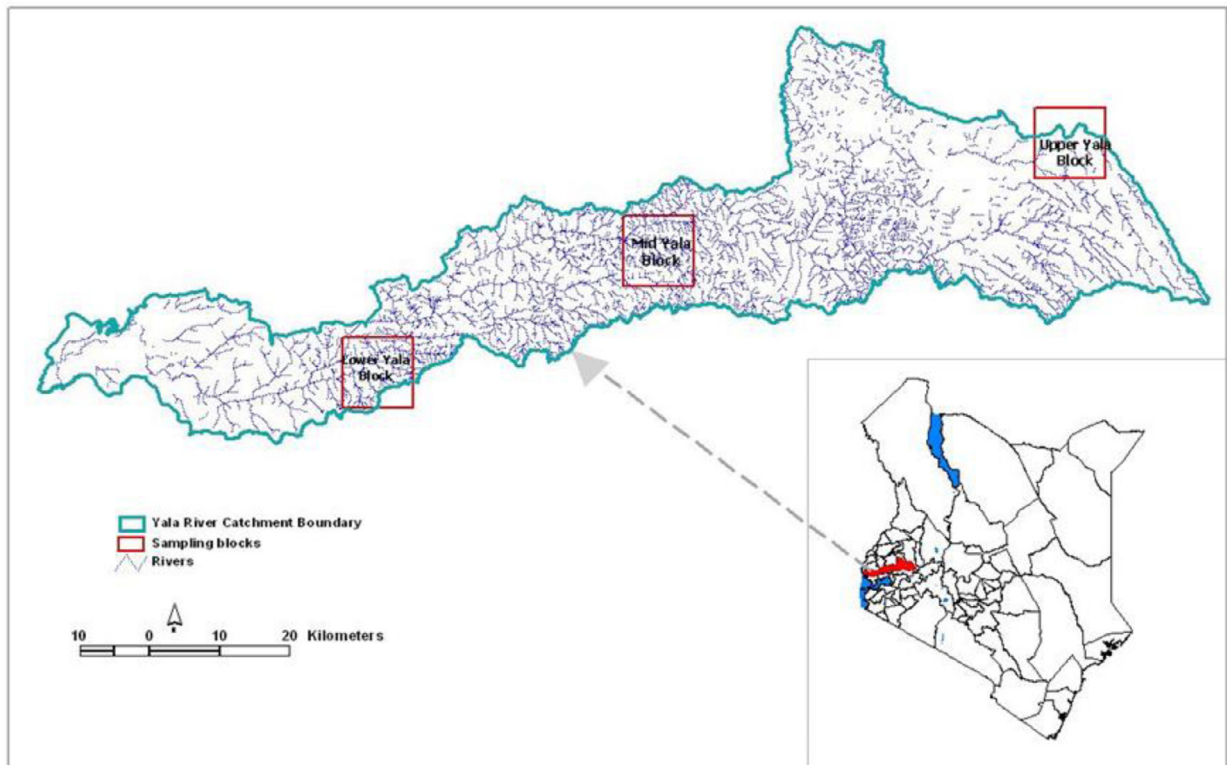 Upper Yala
Block
Mid Yala
Block
Lower Yala
Block
Yala River Catchment Boundary
Sampling blocks
Rivers
10 0 10 20 Kilometers